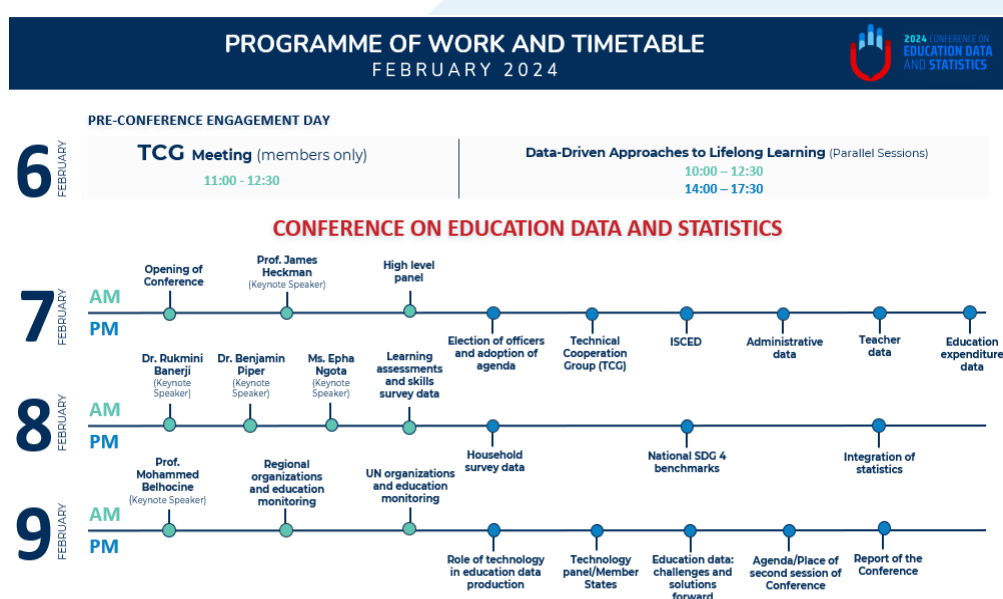 PROGRAMME OF WORK AND TIMETABLE
FEBRUARY 2024
2024 CONFERENCE ON
EDUCATION DATA
AND STATISTICS
PRE-CONFERENCE ENGAGEMENT DAY
6
FEBRUARY
TCG Meeting (members only)
11:00 - 12:30
Data-Driven Approaches to Lifelong Learning (Parallel Sessions)
10:00 – 12:30
14:00 – 17:30
CONFERENCE ON EDUCATION DATA AND STATISTICS
7
FEBRUARY
AM
PM
Opening of
Conference
Prof. James
Heckman
(Keynote Speaker)
High level
panel
Election of officers
and adoption of
agenda
Technical
Cooperation
Group (TCG)
ISCED
Administrative
data
Teacher
data
Education
expenditure
data
8
FEBRUARY
AM
PM
Dr. Rukmini
Banerji
(Keynote
Speaker)
Dr. Benjamin
Piper
(Keynote
Speaker)
Ms. Epha
Ngota
(Keynote
Speaker)
Learning
assessments
and skills
survey data
Household
survey data
National SDG 4
benchmarks
Integration of
statistics
9
FEBRUARY
AM
PM
Prof.
Mohammed
Belhocine
(Keynote Speaker)
Regional
organizations
and education
monitoring
UN organizations
and education
monitoring
Role of technology
in education data
production
Technology
panel/Member
States
Education data:
challenges and
solutions
forward
Agenda/Place of
second session of
Conference
Report of the
Conference